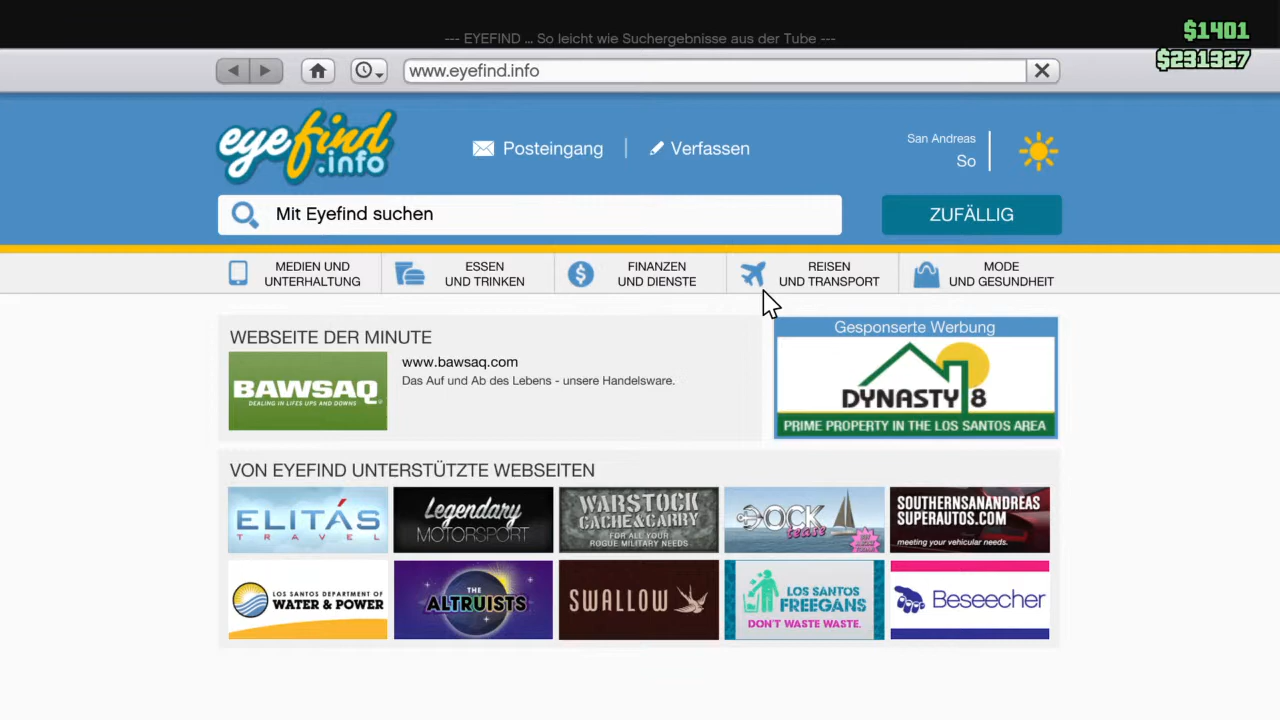 --- EYEFIND ... So leicht wie Suchergebnisse aus der Tube ---
$1401
$231327
www.eyefind.info
eyefind
.info
Posteingang
Verfassen
San Andreas
So
Mit Eyefind suchen
ZUFÄLLIG
MEDIEN UND
UNTERHALTUNG
ESSEN
UND TRINKEN
FINANZEN
UND DIENSTE
REISEN
UND TRANSPORT
MODE
UND GESUNDHEIT
WEBSEITE DER MINUTE
BAWSAQ
DEALING IN LIFES UPS AND DOWNS
www.bawsaq.com
Das Auf und Ab des Lebens - unsere Handelsware.
Gesponserte Werbung
DYNASTY 8
PRIME PROPERTY IN THE LOS SANTOS AREA
VON EYEFIND UNTERSTÜTZTE WEBSEITEN
ELITÁS
TRAVEL
Legendary
MOTORSPORT
WARSTOCK
CACHE & CARRY
FOR ALL YOUR
ROGUE MILITARY NEEDS
DOCK
tease
SOUTHERNSANANDREAS
SUPERAUTOS.COM
meeting your vehicular needs.
LOS SANTOS DEPARTMENT OF
WATER & POWER
THE
ALTRUISTS
SWALLOW
LOS SANTOS
FREEGANS
DON'T WASTE WASTE.
Beseecher